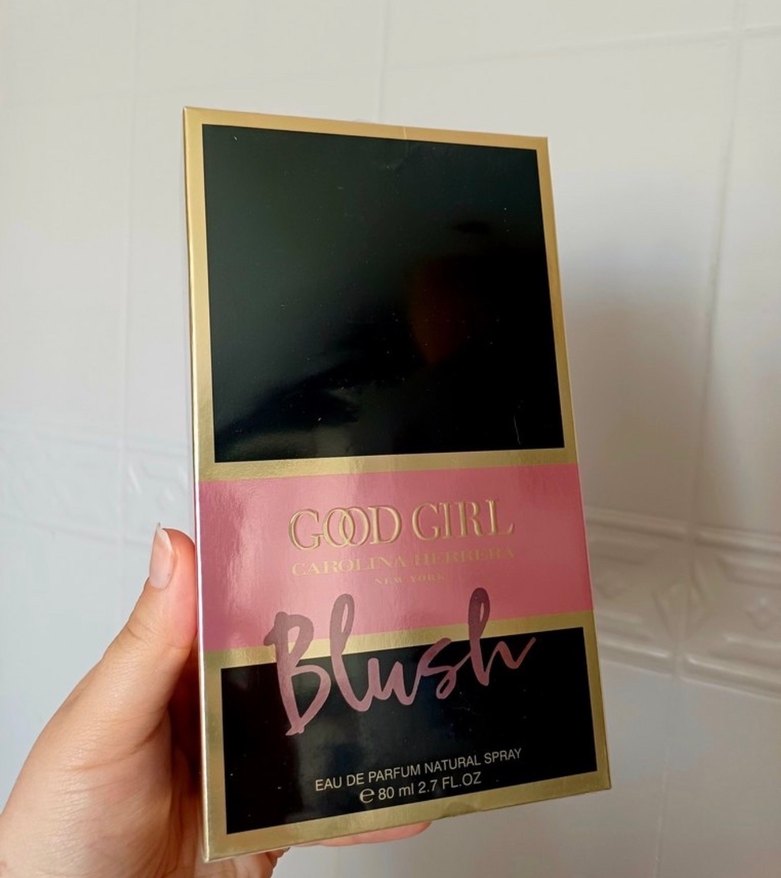 GOOD GIRL
CAROLINA HERRERA
NEW YORK
Blush
EAU DE PARFUM NATURAL SPRAY
℮ 80 ml 2.7 FL.OZ